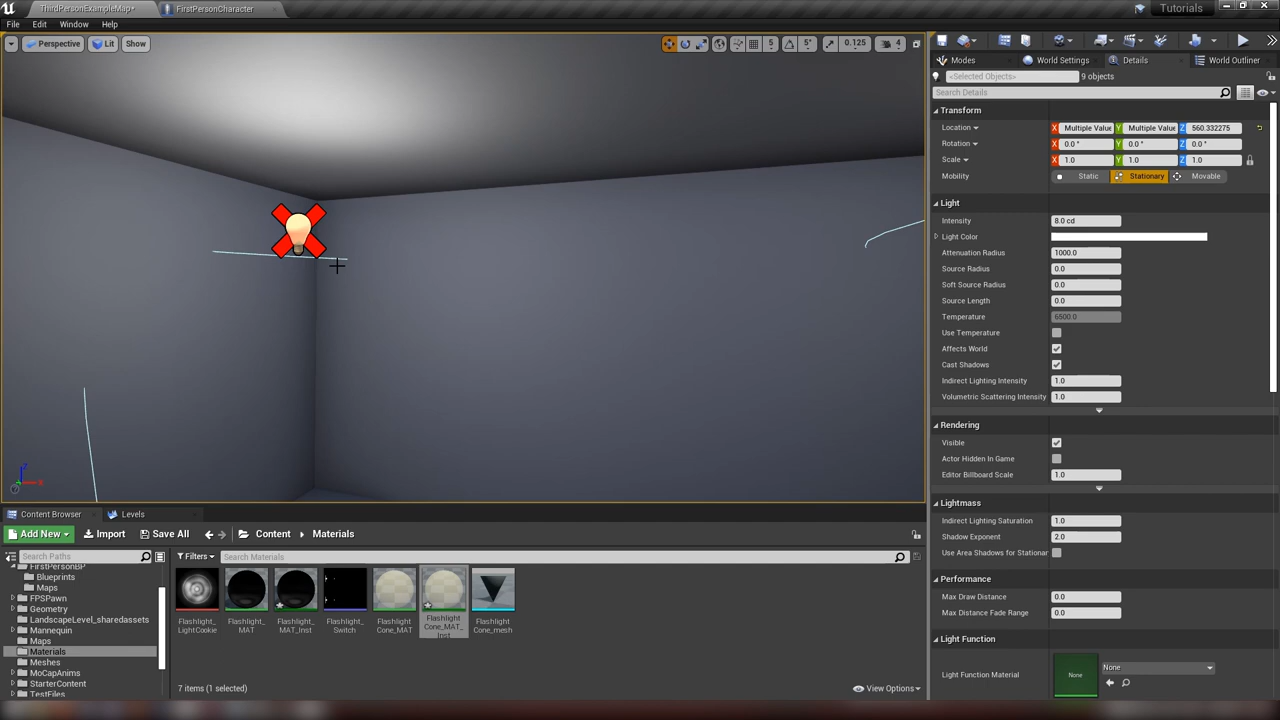 ThirdPersonExampleMap*
FirstPersonCharacter
Tutorials
File Edit Window Help
Perspective Lit Show
5 5° 0.125 4
Modes World Settings Details World Outliner
<Selected Objects> 9 objects
Search Details
Transform
Location X Multiple Value Y Multiple Value Z 560.332275
Rotation X 0.0 ° Y 0.0 ° Z 0.0 °
Scale X 1.0 Y 1.0 Z 1.0
Mobility Static Stationary Movable
Light
Intensity 8.0 cd
Light Color
Attenuation Radius 1000.0
Source Radius 0.0
Soft Source Radius 0.0
Source Length 0.0
Temperature 6500.0
Use Temperature
Affects World
Cast Shadows
Indirect Lighting Intensity 1.0
Volumetric Scattering Intensity 1.0
Rendering
Visible
Actor Hidden In Game
Editor Billboard Scale 1.0
Lightmass
Indirect Lighting Saturation 1.0
Shadow Exponent 2.0
Use Area Shadows for Stationar
Performance
Max Draw Distance 0.0
Max Distance Fade Range 0.0
Light Function
Light Function Material None None
Z X
Content Browser Levels
Add New Import Save All Content Materials
Search Paths
Filters Search Materials
FirstPersonBP
Blueprints
Maps
FPSPawn
Geometry
LandscapeLevel_sharedassets
Mannequin
Maps
Materials
Meshes
MoCapAnims
StarterContent
TestFiles
Flashlight_
LightCookie
Flashlight_
MAT
Flashlight_
MAT_Inst
Flashlight_
Switch
Flashlight
Cone_MAT
Flashlight
Cone_MAT_
Inst
Flashlight
Cone_mesh
7 items (1 selected)
View Options